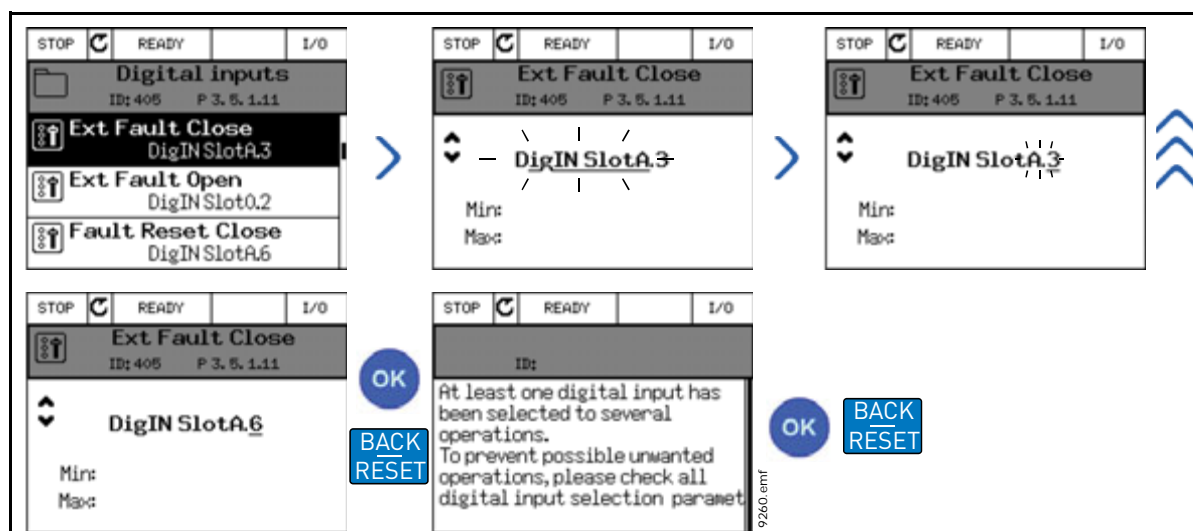 STOP READY I/O
Digital inputs
ID: 405 P 3. 5. 1.11
Ext Fault Close
DigIN SlotA.3
Ext Fault Open
DigIN Slot0.2
Fault Reset Close
DigIN SlotA.6
STOP READY I/O
Ext Fault Close
ID: 405 P 3. 5. 1.11
DigIN SlotA.3
Min:
Max:
STOP READY I/O
Ext Fault Close
ID: 405 P 3. 5. 1.11
DigIN SlotA.3
Min:
Max:
STOP READY I/O
Ext Fault Close
ID: 405 P 3. 5. 1.11
DigIN SlotA.6
Min:
Max:
OK
BACK
RESET
STOP READY I/O
ID:
At least one digital input has
been selected to several
operations.
To prevent possible unwanted
operations, please check all
digital input selection paramet
OK
BACK
RESET
9260.emf